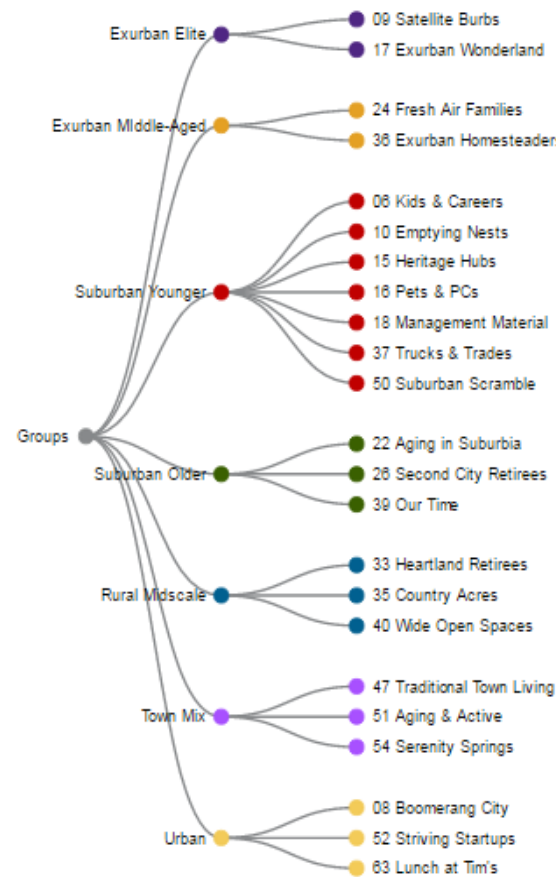 Exurban Elite
09 Satellite Burbs
17 Exurban Wonderland
Exurban MIddle-Aged
24 Fresh Air Families
36 Exurban Homesteader
Suburban Younger
06 Kids & Careers
10 Emptying Nests
15 Heritage Hubs
16 Pets & PCs
18 Management Material
37 Trucks & Trades
50 Suburban Scramble
Groups
Suburban Older
22 Aging in Suburbia
26 Second City Retirees
39 Our Time
Rural Midscale
33 Heartland Retirees
35 Country Acres
40 Wide Open Spaces
Town Mix
47 Traditional Town Living
51 Aging & Active
54 Serenity Springs
Urban
08 Boomerang City
52 Striving Startups
63 Lunch at Tim's